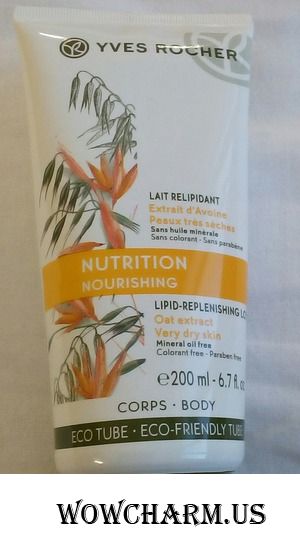 YVES ROCHER
LAIT RELIPIDANT
Extrait d'Avoine
Peaux très sèches
Sans huile minérale
Sans colorant - Sans parabène
NUTRITION
NOURISHING
LIPID-REPLENISHING LO
Oat extract
Very dry skin
Mineral oil free
Colorant free - Paraben free
e200 ml - 6.7 fl. oz
CORPS · BODY
ECO TUBE · ECO-FRIENDLY TUBE
WOWCHARM.US